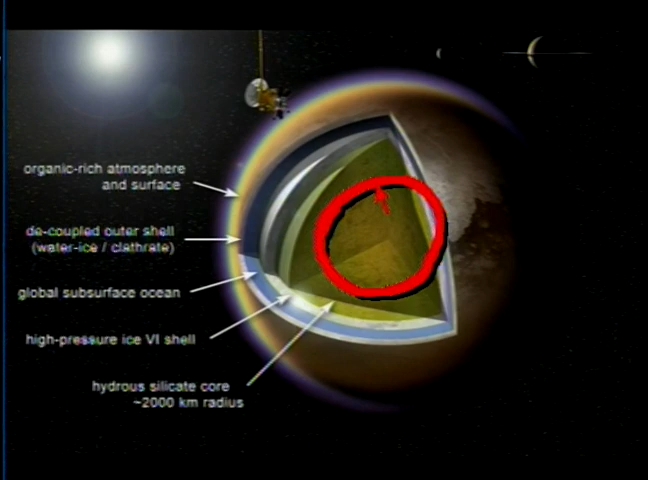 organic-rich atmosphere
and surface
de-coupled outer shell
(water-ice / clathrate)
global subsurface ocean
high-pressure ice VI shell
hydrous silicate core
~2000 km radius